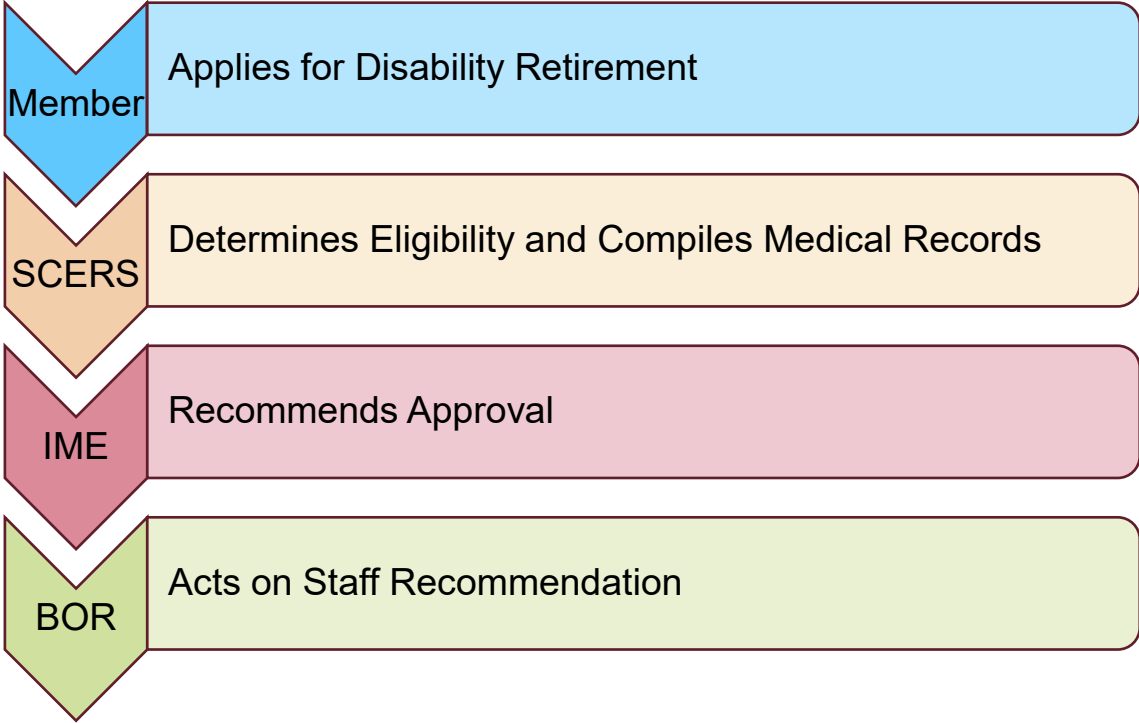 Member
Applies for Disability Retirement
SCERS
Determines Eligibility and Compiles Medical Records
IME
Recommends Approval
BOR
Acts on Staff Recommendation